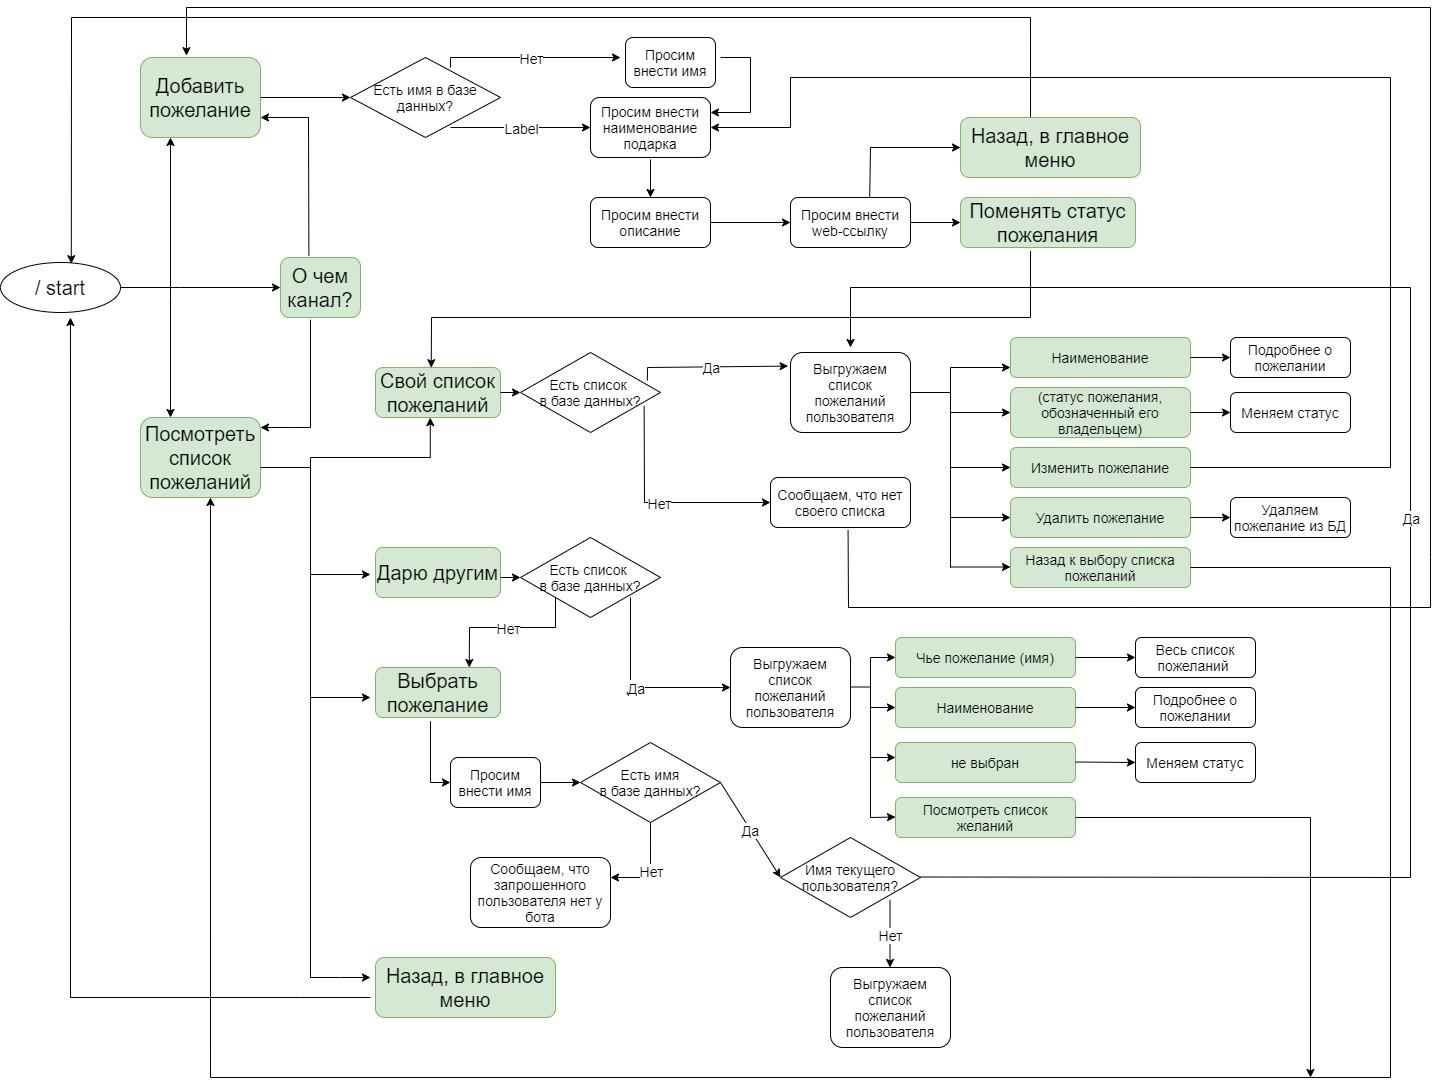 Добавить
пожелание
Есть имя в базе
данных?
Нет
Label
Просим
внести имя
Просим внести
наименование
подарка
Просим внести
описание
Просим внести
web-ссылку
Назад, в главное
меню
Поменять статус
пожелания
/ start
О чем
канал?
Посмотреть
список
пожеланий
Свой список
пожеланий
Есть список
в базе данных?
Да
Нет
Выгружаем
список
пожеланий
пользователя
Сообщаем, что нет
своего списка
Наименование
Подробнее о
пожелании
(статус пожелания,
обозначенный его
владельцем)
Меняем статус
Изменить пожелание
Удалить пожелание
Удаляем
пожелание из БД
Назад к выбору списка
пожеланий
Да
Дарю другим
Есть список
в базе данных?
Нет
Да
Выгружаем
список
пожеланий
пользователя
Чье пожелание (имя)
Весь список
пожеланий
Наименование
Подробнее о
пожелании
не выбран
Меняем статус
Посмотреть список
желаний
Выбрать
пожелание
Просим
внести имя
Есть имя
в базе данных?
Да
Нет
Сообщаем, что
запрошенного
пользователя нет у
бота
Имя текущего
пользователя?
Нет
Выгружаем
список
пожеланий
пользователя
Назад, в главное
меню